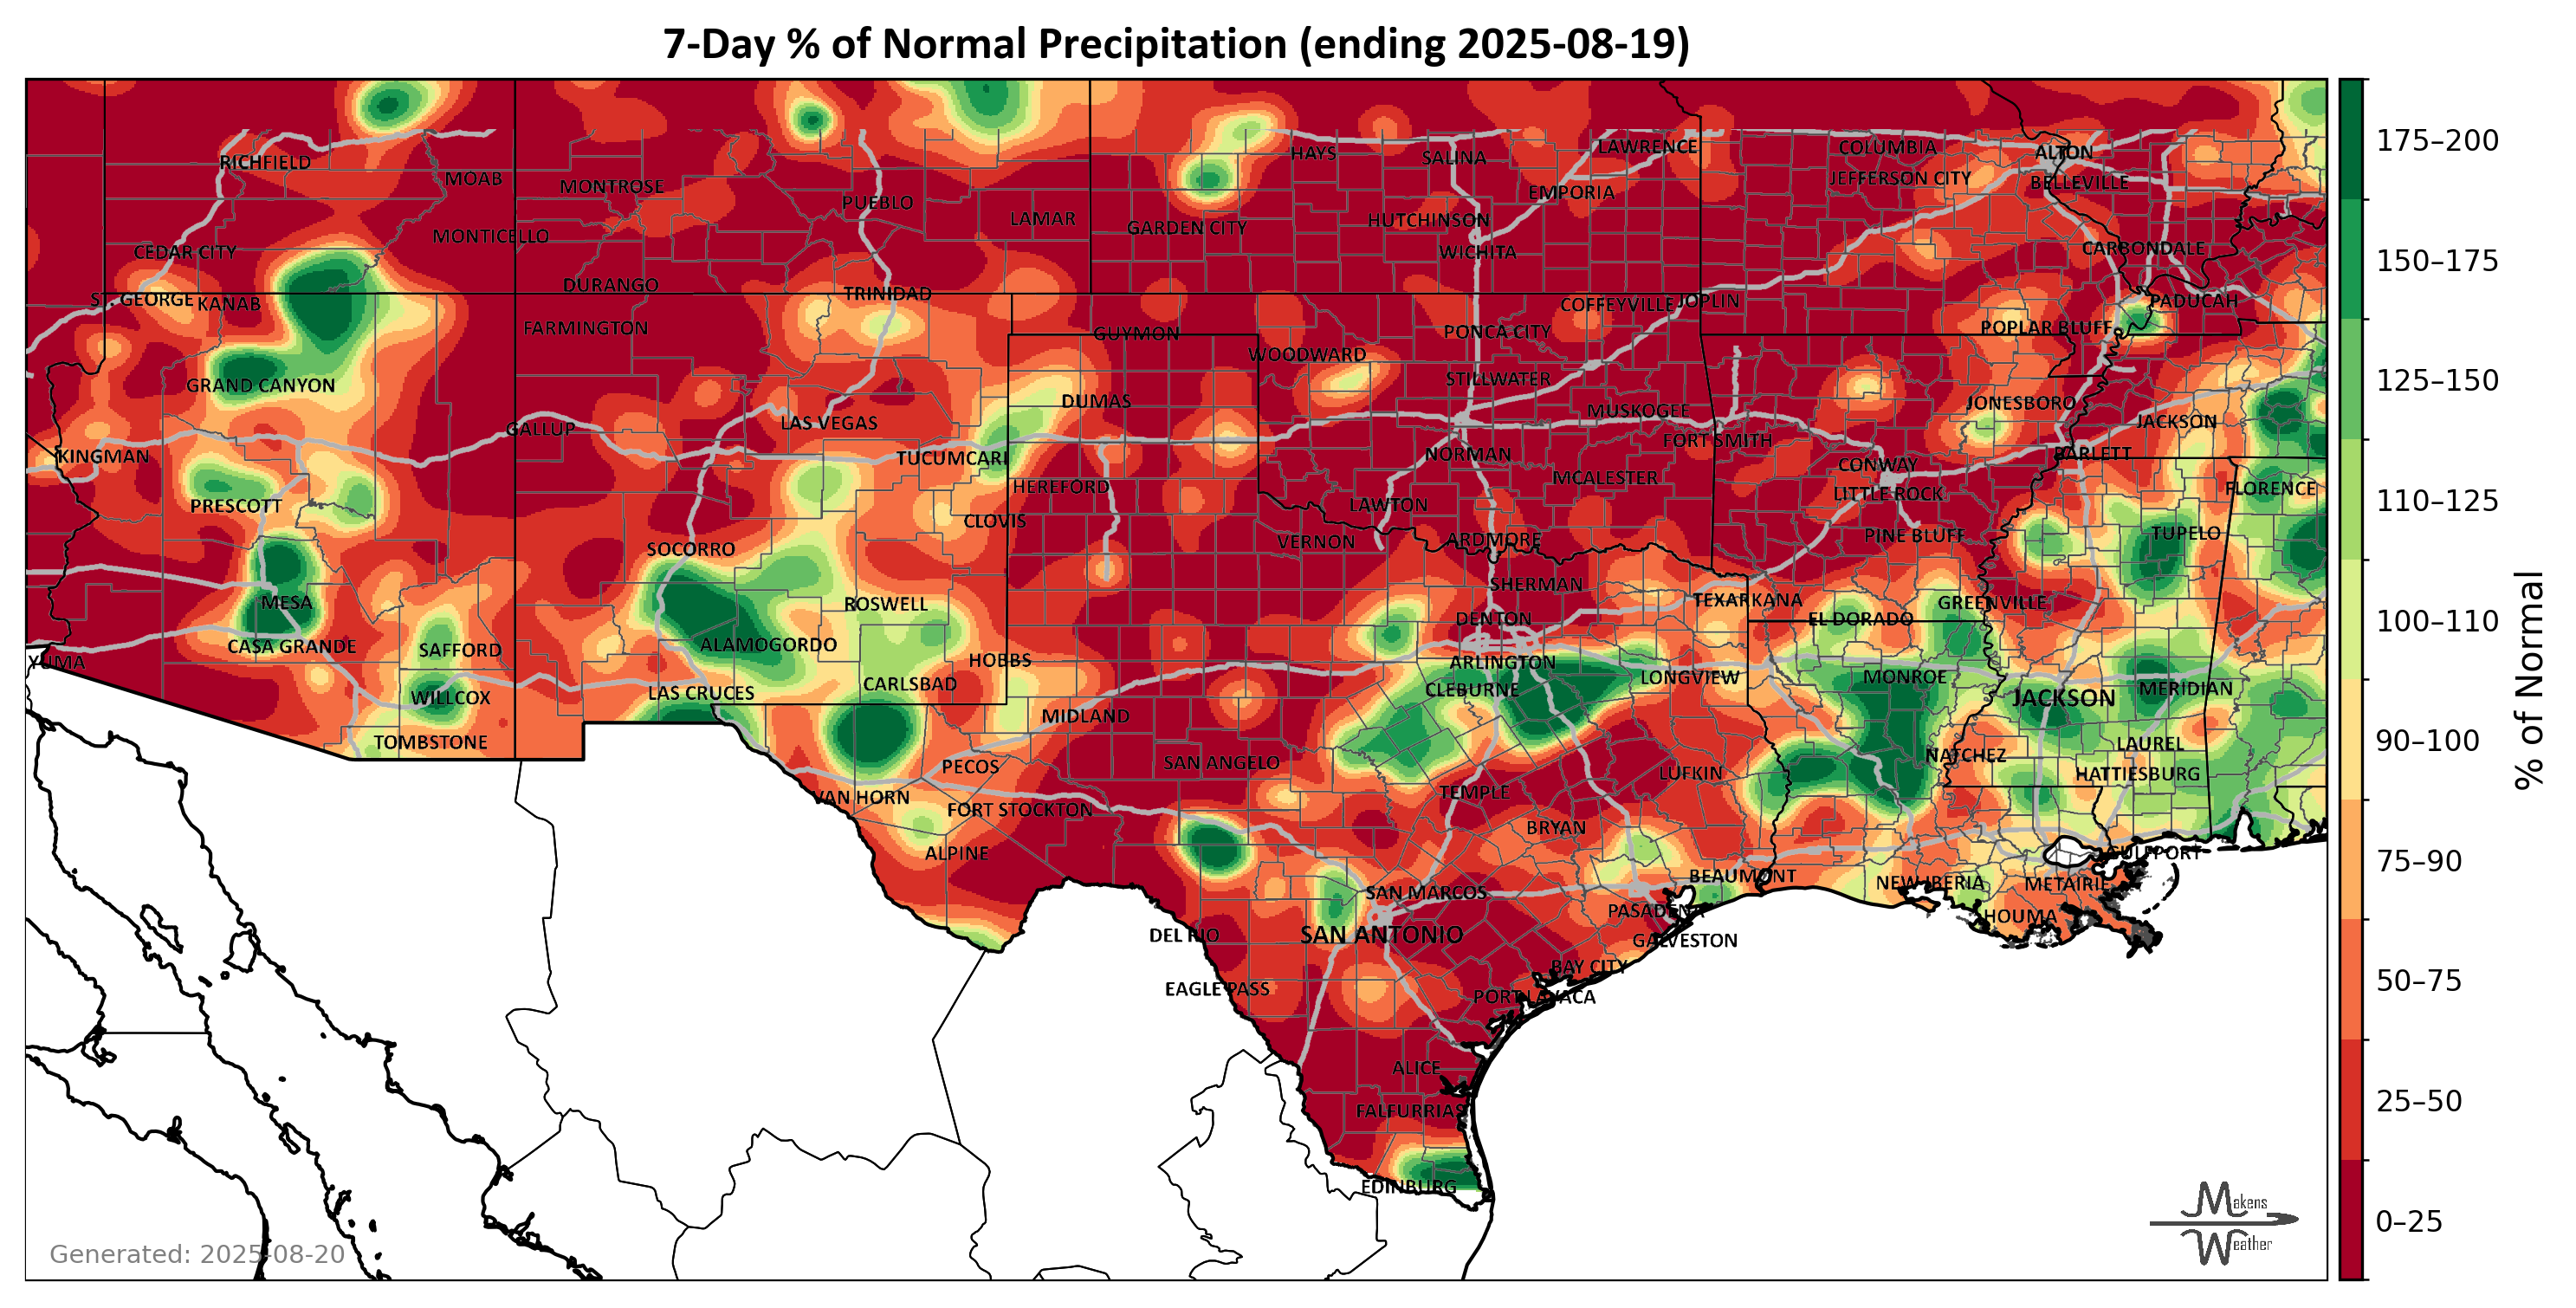 7-Day % of Normal Precipitation (ending 2025-08-19)
RICHFIELD
MOAB
MONTROSE
PUEBLO
LAMAR
HAYS
SALINA
LAWRENCE
COLUMBIA
ALTON
JEFFERSON CITY
BELLEVILLE
EMPORIA
HUTCHINSON
GARDEN CITY
MONTICELLO
CEDAR CITY
WICHITA
CARBONDALE
DURANGO
TRINIDAD
ST. GEORGE
KANAB
COFFEYVILLE
JOPLIN
PADUCAH
FARMINGTON
GUYMON
PONCA CITY
POPLAR BLUFF
WOODWARD
GRAND CANYON
STILLWATER
DUMAS
MUSKOGEE
JONESBORO
LAS VEGAS
JACKSON
GALLUP
FORT SMITH
KINGMAN
TUCUMCARI
NORMAN
BARLETT
CONWAY
HEREFORD
MCALESTER
LITTLE ROCK
FLORENCE
PRESCOTT
LAWTON
CLOVIS
VERNON
ARDMORE
PINE BLUFF
TUPELO
SOCORRO
SHERMAN
MESA
ROSWELL
TEXARKANA
GREENVILLE
DENTON
EL DORADO
CASA GRANDE
SAFFORD
ALAMOGORDO
YUMA
HOBBS
ARLINGTON
WILLCOX
LAS CRUCES
CARLSBAD
CLEBURNE
LONGVIEW
MONROE
JACKSON
MERIDIAN
MIDLAND
TOMBSTONE
LAUREL
PECOS
SAN ANGELO
LUFKIN
NATCHEZ
HATTIESBURG
VAN HORN
FORT STOCKTON
TEMPLE
BRYAN
ALPINE
GULFPORT
BEAUMONT
NEW IBERIA
METAIRIE
SAN MARCOS
PASADENA
HOUMA
DEL RIO
SAN ANTONIO
GALVESTON
BAY CITY
EAGLE PASS
PORT LAVACA
ALICE
FALFURRIAS
EDINBURG
175–200
150–175
125–150
110–125
100–110
90–100
75–90
50–75
25–50
0–25
% of Normal
Generated: 2025-08-20
Makens
Weather